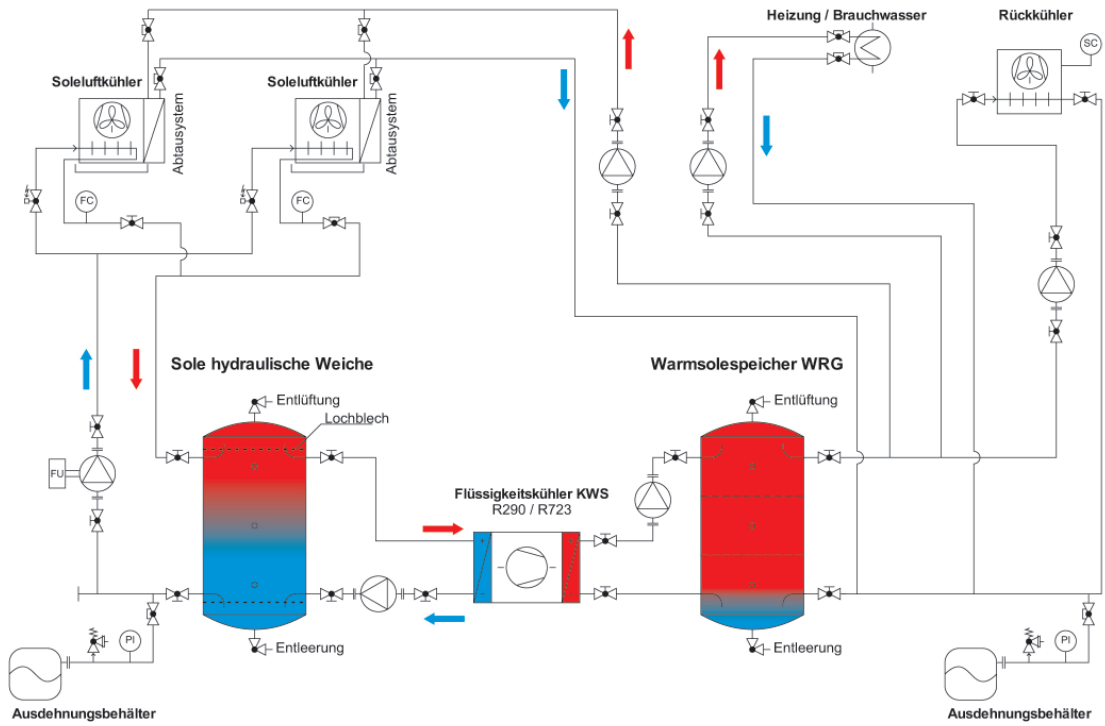 Heizung / Brauchwasser
Rückkühler
SC
Soleluftkühler
Soleluftkühler
Abtausystem
Abtausystem
FC
FC
Sole hydraulische Weiche
Warmsolespeicher WRG
Entlüftung
Entlüftung
Lochblech
FU
Flüssigkeitskühler KWS
R290 / R723
PI
Entleerung
Entleerung
PI
Ausdehnungsbehälter
Ausdehnungsbehälter